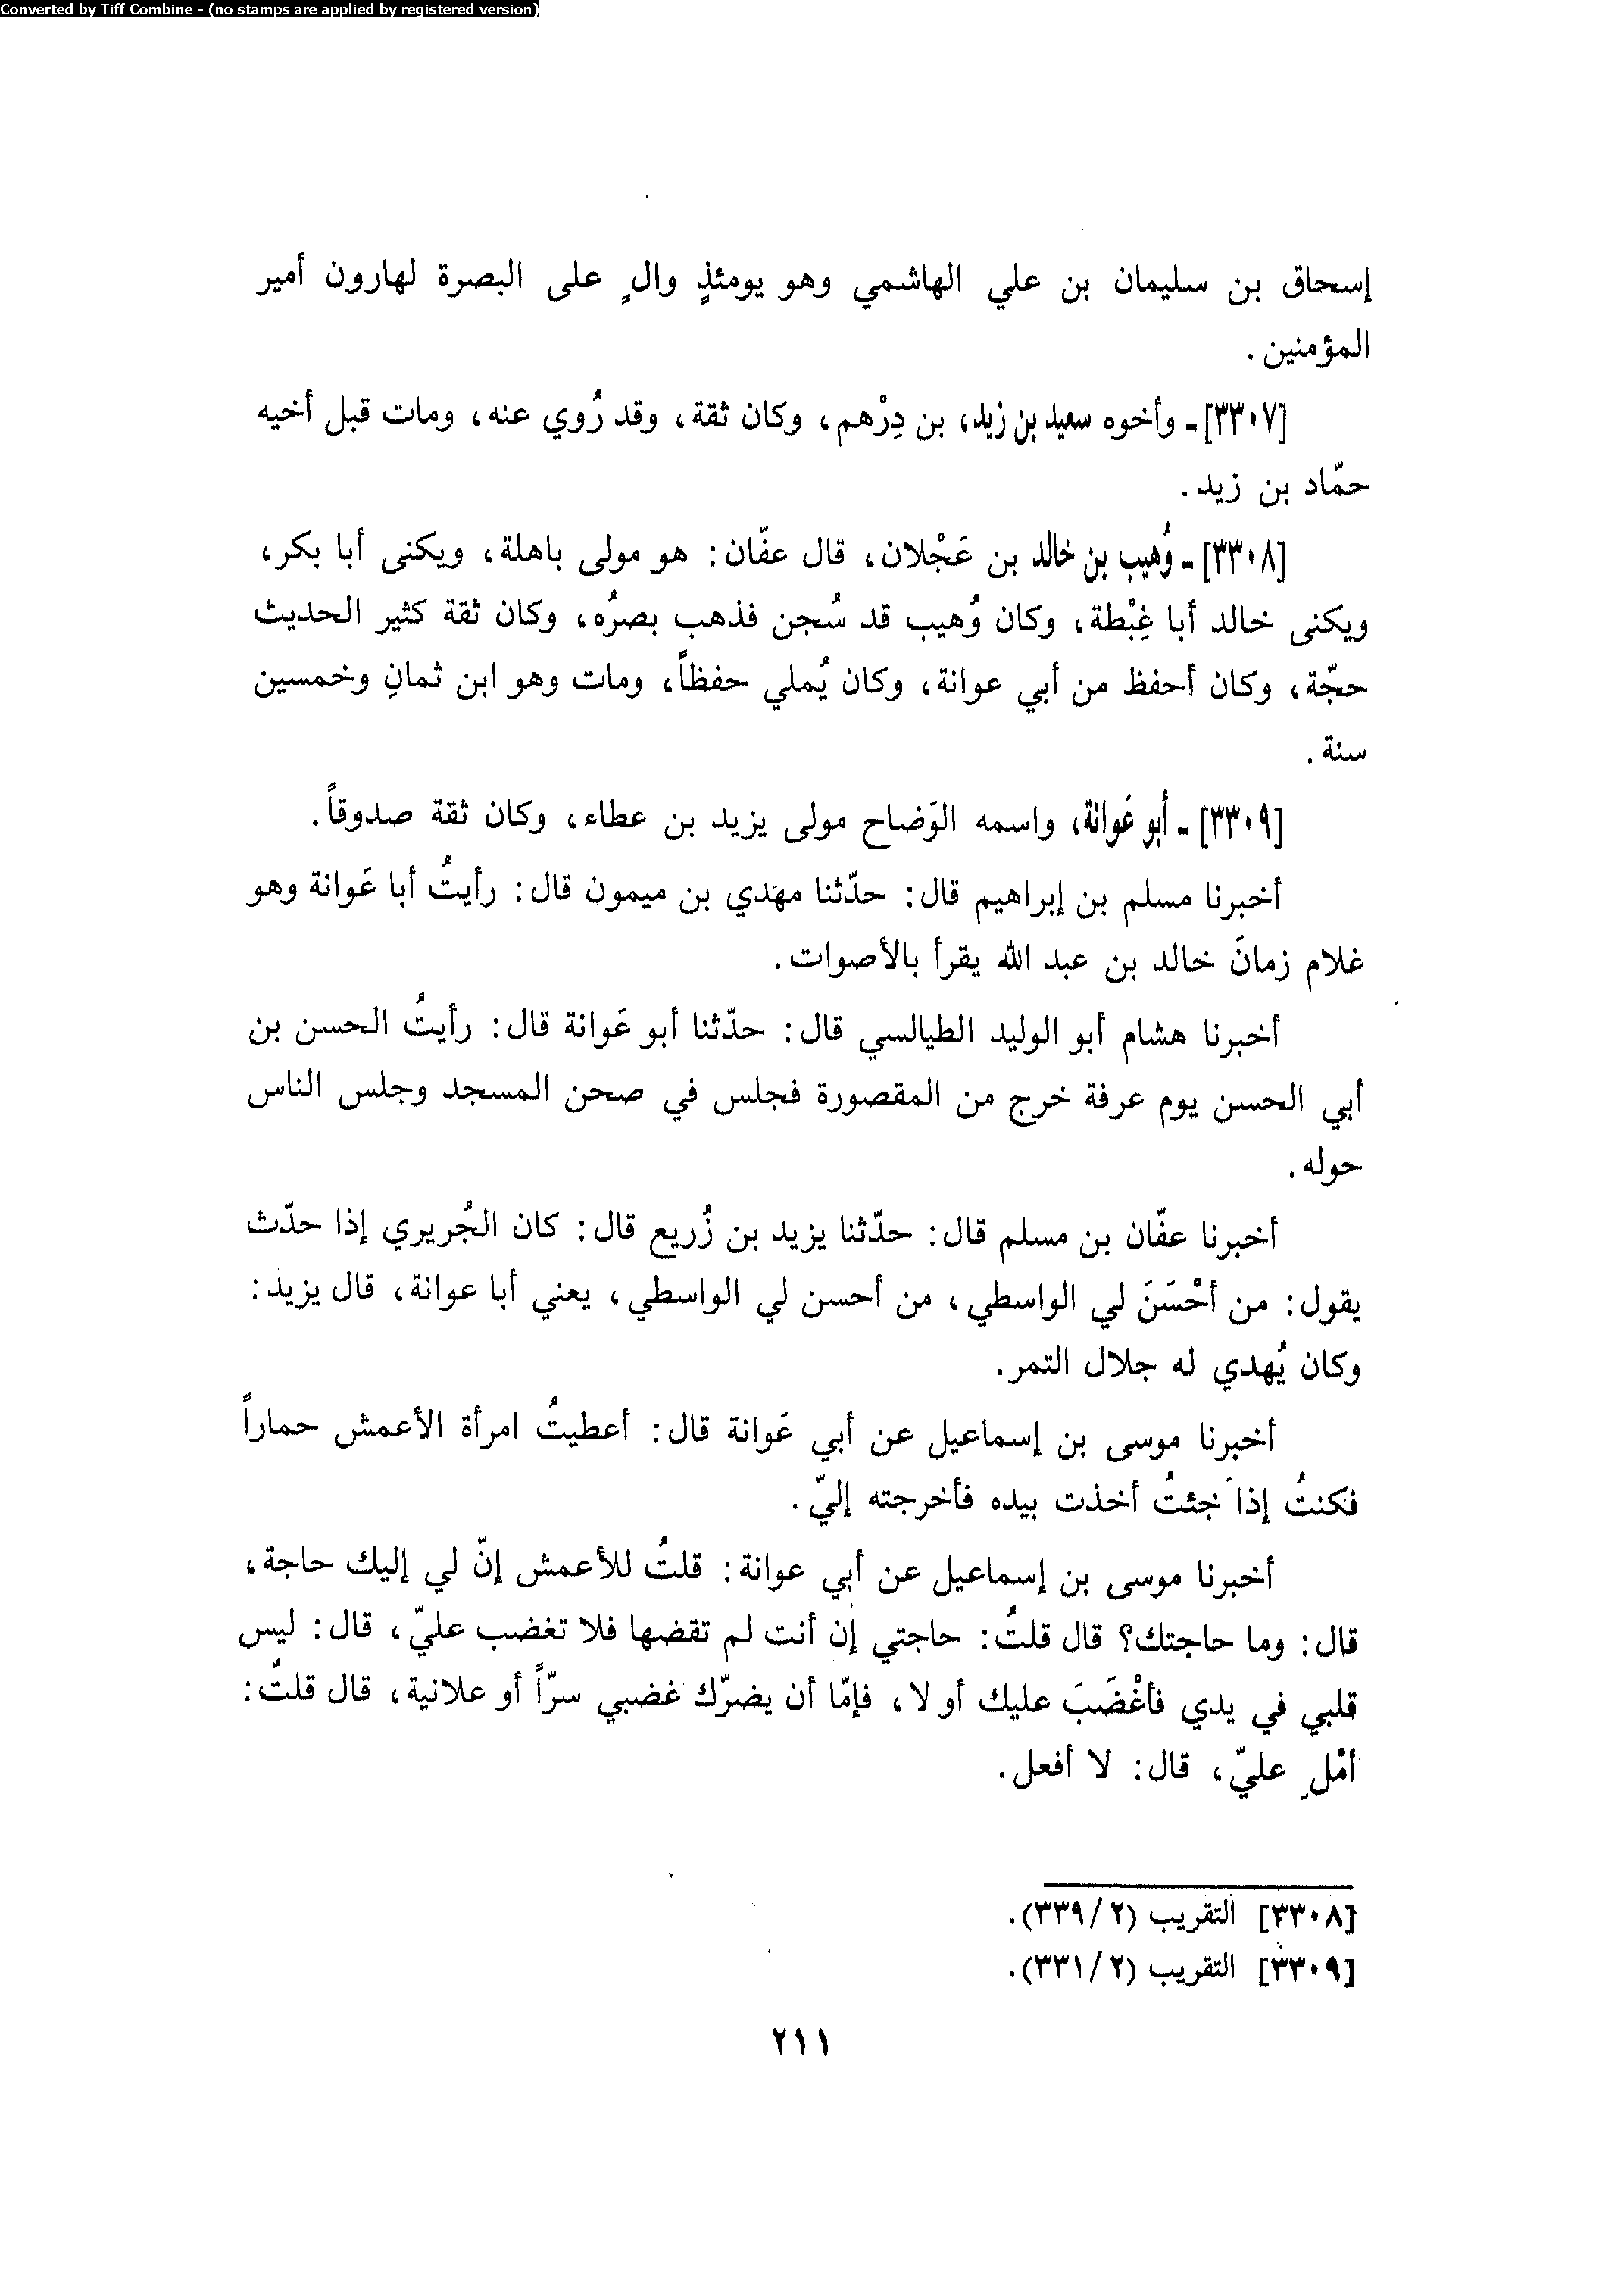 Converted by Tiff Combine - (no stamps are applied by registered version)
إسحاق بن سليمان بن علي الهاشمي وهو يومئذٍ والٍ على البصرة لهارون أمير
المؤمنين.
[٣٣٠٧]ـ وأخوه سعيد بن زيد، بن دِرْهم، وكان ثقة، وقد رُوي عنه، ومات قبل أخيه
حمّاد بن زيد.
[٣٣٠٨]ـ وُهيب بن خالد بن عَجْلان، قال عفّان: هو مولى باهلة، ويكنى أبا بكر،
ويكنى خالد أبا غِبْطة، وكان وُهيب قد سُجن فذهب بصرُه، وكان ثقة كثير الحديث
حجّة، وكان أحفظ من أبي عوانة، وكان يُملي حفظاً، ومات وهو ابن ثمانِ وخمسين
سنة.
[٣٣٠٩]ـ أبو عَوانة، واسمه الوَضاح مولى يزيد بن عطاء، وكان ثقة صدوقاً.
أخبرنا مسلم بن إبراهيم قال: حدّثنا مهدي بن ميمون قال: رأيتُ أبا عَوانة وهو
غلام زمانَ خالد بن عبد الله يقرأ بالأصوات.
أخبرنا هشام أبو الوليد الطيالسي قال: حدّثنا أبو عَوانة قال: رأيتُ الحسن بن
أبي الحسن يوم عرفة خرج من المقصورة فجلس في صحن المسجد وجلس الناس
حوله.
أخبرنا عفّان بن مسلم قال: حدّثنا يزيد بن زُريع قال: كان الجُريري إذا حدّث
يقول: من أحْسَنَ لي الواسطي، من أحسن لي الواسطي، يعني أبا عوانة، قال يزيد:
وكان يُهدي له جلال التمر.
أخبرنا موسى بن إسماعيل عن أبي عَوانة قال: أعطيتُ امرأة الأعمش حماراً
فكنتُ إذا جئتُ أخذت بيده فأخرجته إليّ.
أخبرنا موسى بن إسماعيل عن أبي عوانة: قلتُ للأعمش إنّ لي إليك حاجة،
قال: وما حاجتك؟ قال قلتُ: حاجتي إن أنت لم تقضها فلا تغضب عليّ، قال: ليس
قلبي في يدي فأغْضَبَ عليك أو لا، فإمّا أن يضرّك غضبي سرّاً أو علانية، قال قلتُ:
أمْلِ عليّ، قال: لا أفعل.
[٣٣٠٨] التقريب (٢/ ٣٣٩).
[٣٣٠٩] التقريب (٢/ ٣٣١).
٢١١